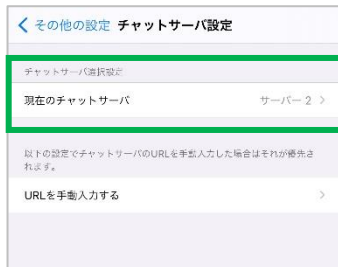 その他の設定 チャットサーバ設定
チャットサーバ選択設定
現在のチャットサーバ サーバー 2
以下の設定でチャットサーバのURLを手動入力した場合はそれが優先さ
れます。
URLを手動入力する